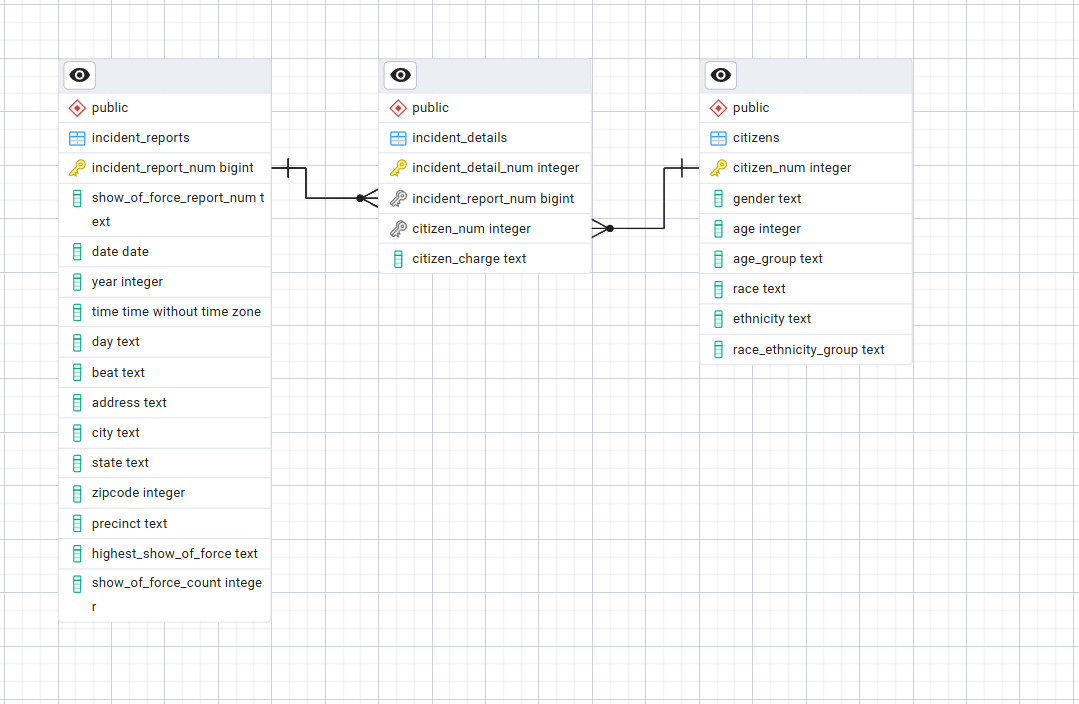 public
incident_reports
incident_report_num bigint
show_of_force_report_num t
ext
date date
year integer
time time without time zone
day text
beat text
address text
city text
state text
zipcode integer
precinct text
highest_show_of_force text
show_of_force_count intege
r
public
incident_details
incident_detail_num integer
incident_report_num bigint
citizen_num integer
citizen_charge text
public
citizens
citizen_num integer
gender text
age integer
age_group text
race text
ethnicity text
race_ethnicity_group text